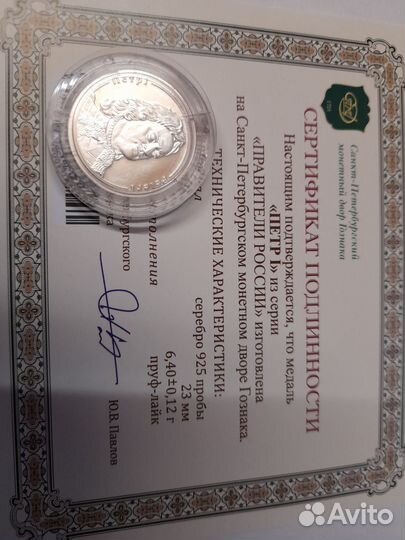 Санкт-Петербургский
монетный двор Гознака
СЕРТИФИКАТ ПОДЛИННОСТИ
Настоящим подтверждается, что медаль
«ПЕТР I» из серии
«ПРАВИТЕЛИ РОССИИ» изготовлена
на Санкт-Петербургском монетном дворе Гознака.
ТЕХНИЧЕСКИЕ ХАРАКТЕРИСТИКИ:
серебро 925 пробы
23 мм
6,40±0,12 г
пруф-лайк
Ю.В. Павлов
ПЕТР I
Avito